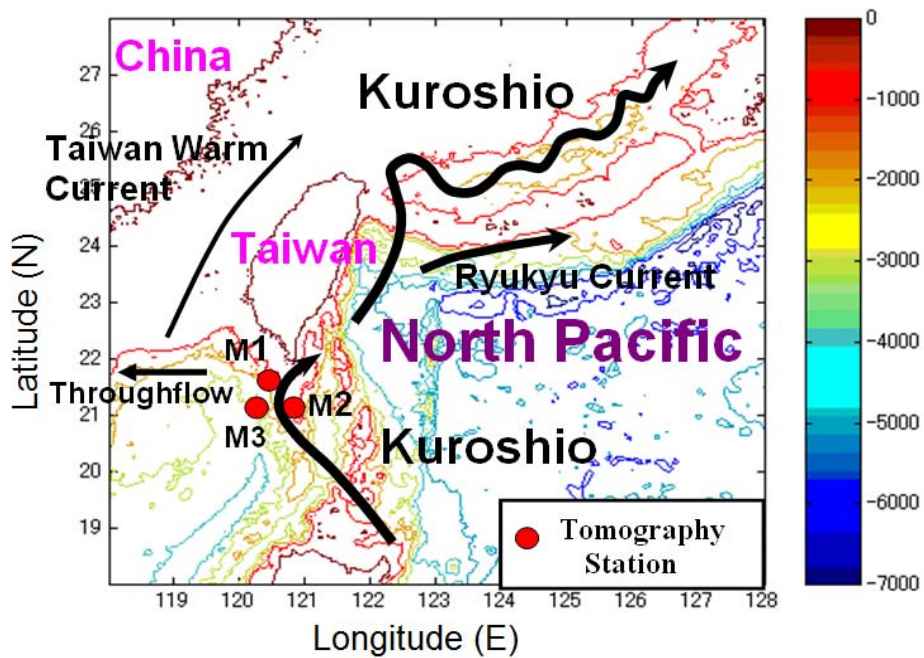 China
Kuroshio
Taiwan Warm
Current
Taiwan
Ryukyu Current
North Pacific
M1
Throughflow
M2
M3
Kuroshio
Tomography
Station
Latitude (N)
27
26
25
24
23
22
21
20
19
119 120 121 122 123 124 125 126 127 128
Longitude (E)
0
−1000
−2000
−3000
−4000
−5000
−6000
−7000